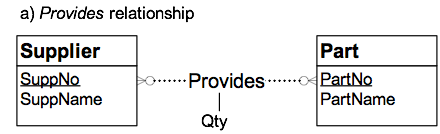 a) Provides relationship
Supplier
Part
SuppNo
Provides
PartNo
SuppName
PartName
Qty